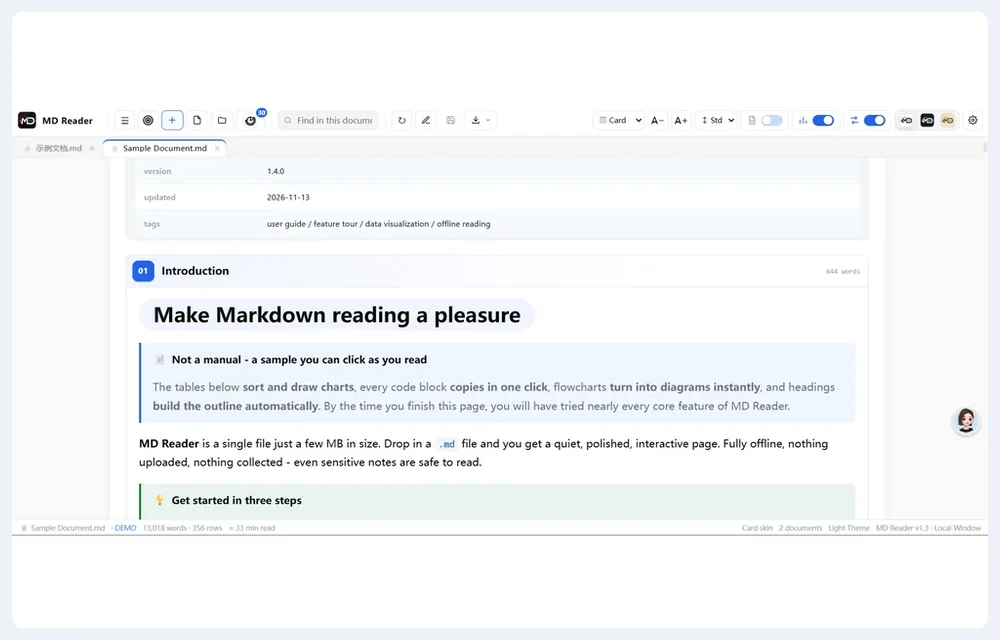 MD MD Reader
30
Find in this docume
Card
A−
A+
Std
示例文档.md ×
Sample Document.md ×
version 1.4.0
updated 2026-11-13
tags user guide / feature tour / data visualization / offline reading
01 Introduction 644 words
Make Markdown reading a pleasure
Not a manual - a sample you can click as you read
The tables below sort and draw charts, every code block copies in one click, flowcharts turn into diagrams instantly, and headings
build the outline automatically. By the time you finish this page, you will have tried nearly every core feature of MD Reader.
MD Reader is a single file just a few MB in size. Drop in a .md file and you get a quiet, polished, interactive page. Fully offline, nothing
uploaded, nothing collected - even sensitive notes are safe to read.
Get started in three steps
Sample Document.md · DEMO 13,018 words · 356 rows ≈ 33 min read Card skin 2 documents Light Theme MD Reader v1.3 · Local Window